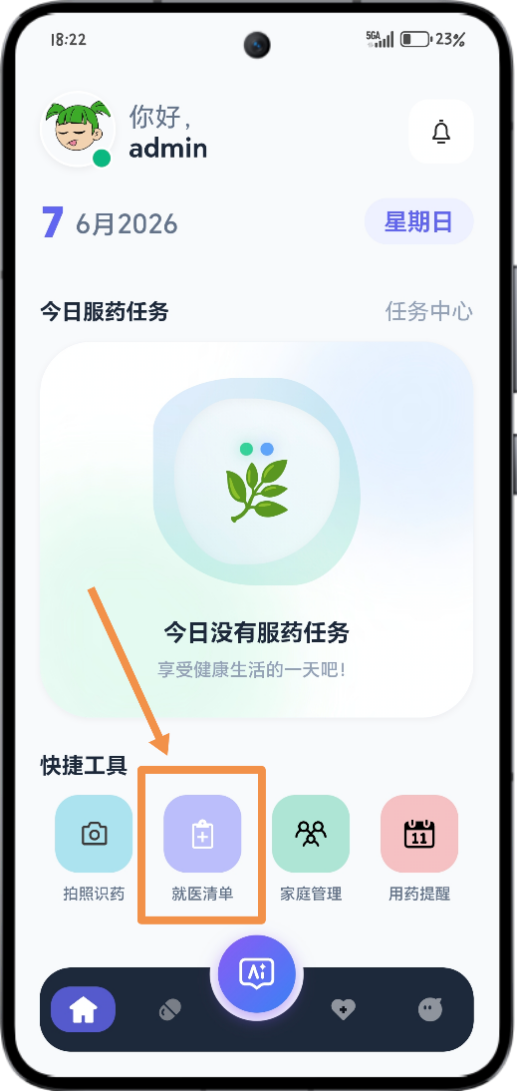 18:22
5GA
23%
你好，
admin
7 6月2026
星期日
今日服药任务
任务中心
今日没有服药任务
享受健康生活的一天吧！
快捷工具
11
拍照识药
就医清单
家庭管理
用药提醒
Ai